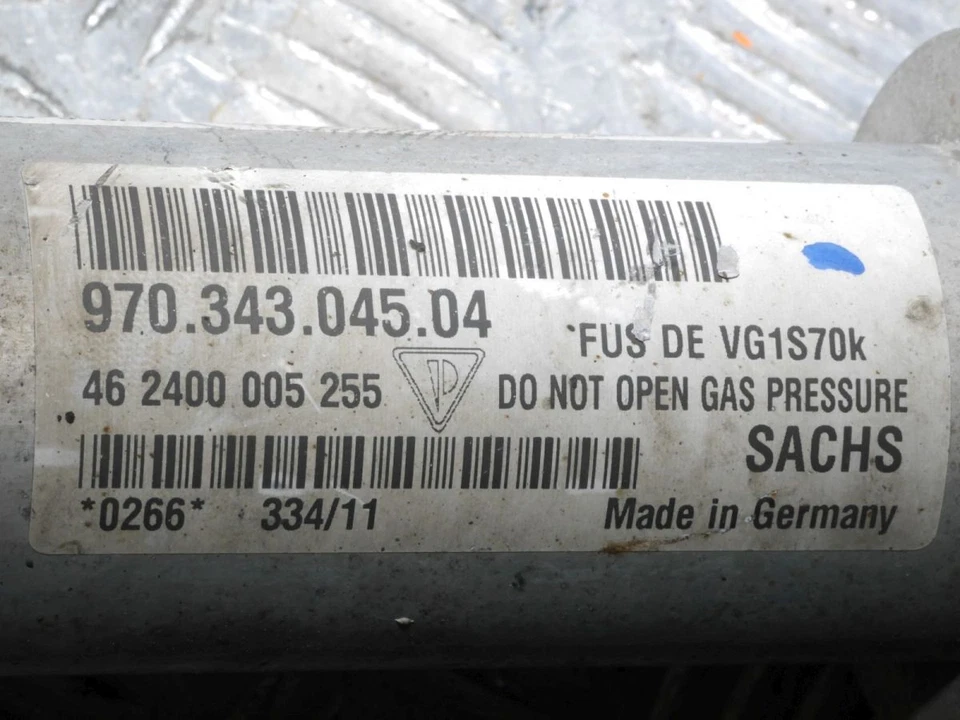 970.343.045.04
FUS DE VG1S70k
46 2400 005 255
DO NOT OPEN GAS PRESSURE
SACHS
*0266* 334/11
Made in Germany